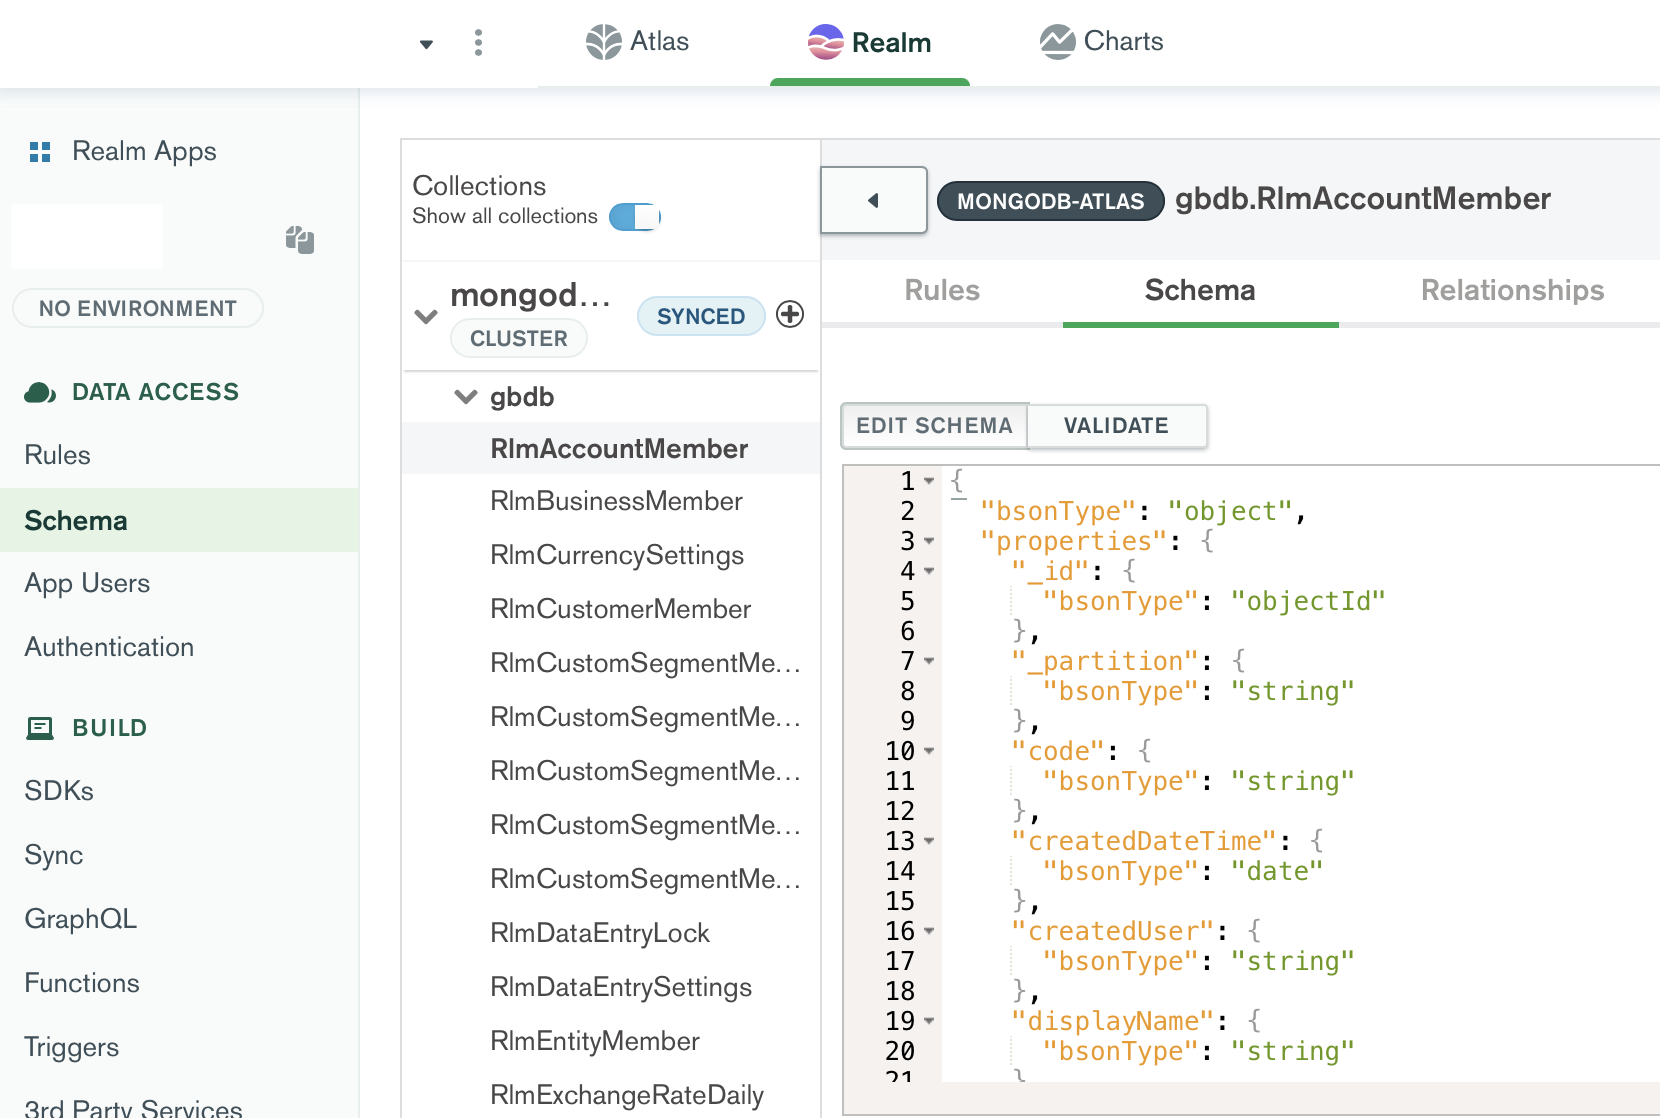 Atlas
Realm
Charts
Realm Apps
NO ENVIRONMENT
DATA ACCESS
Rules
Schema
App Users
Authentication
BUILD
SDKs
Sync
GraphQL
Functions
Triggers
3rd Party Services
Collections
Show all collections
mongod...
CLUSTER
SYNCED
gbdb
RlmAccountMember
RlmBusinessMember
RlmCurrencySettings
RlmCustomerMember
RlmCustomSegmentMe...
RlmCustomSegmentMe...
RlmCustomSegmentMe...
RlmCustomSegmentMe...
RlmCustomSegmentMe...
RlmDataEntryLock
RlmDataEntrySettings
RlmEntityMember
RlmExchangeRateDaily
MONGODB-ATLAS gbdb.RlmAccountMember
Rules
Schema
Relationships
EDIT SCHEMA
VALIDATE
1 {
2 "bsonType": "object",
3 "properties": {
4 "_id": {
5 "bsonType": "objectId"
6 },
7 "_partition": {
8 "bsonType": "string"
9 },
10 "code": {
11 "bsonType": "string"
12 },
13 "createdDateTime": {
14 "bsonType": "date"
15 },
16 "createdUser": {
17 "bsonType": "string"
18 },
19 "displayName": {
20 "bsonType": "string"
21 }